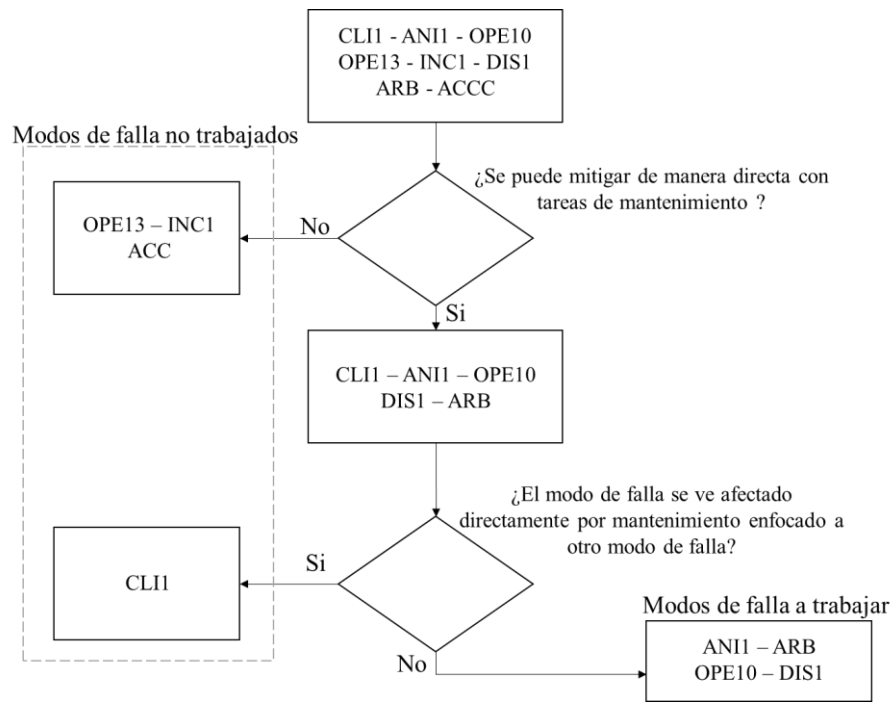 CLI1 - ANI1 - OPE10
OPE13 - INC1 - DIS1
ARB - ACCC
Modos de falla no trabajados
¿Se puede mitigar de manera directa con
tareas de mantenimiento ?
No
OPE13 – INC1
ACC
Si
CLI1 – ANI1 – OPE10
DIS1 – ARB
¿El modo de falla se ve afectado
directamente por mantenimiento enfocado a
otro modo de falla?
Si
CLI1
Modos de falla a trabajar
No
ANI1 – ARB
OPE10 – DIS1